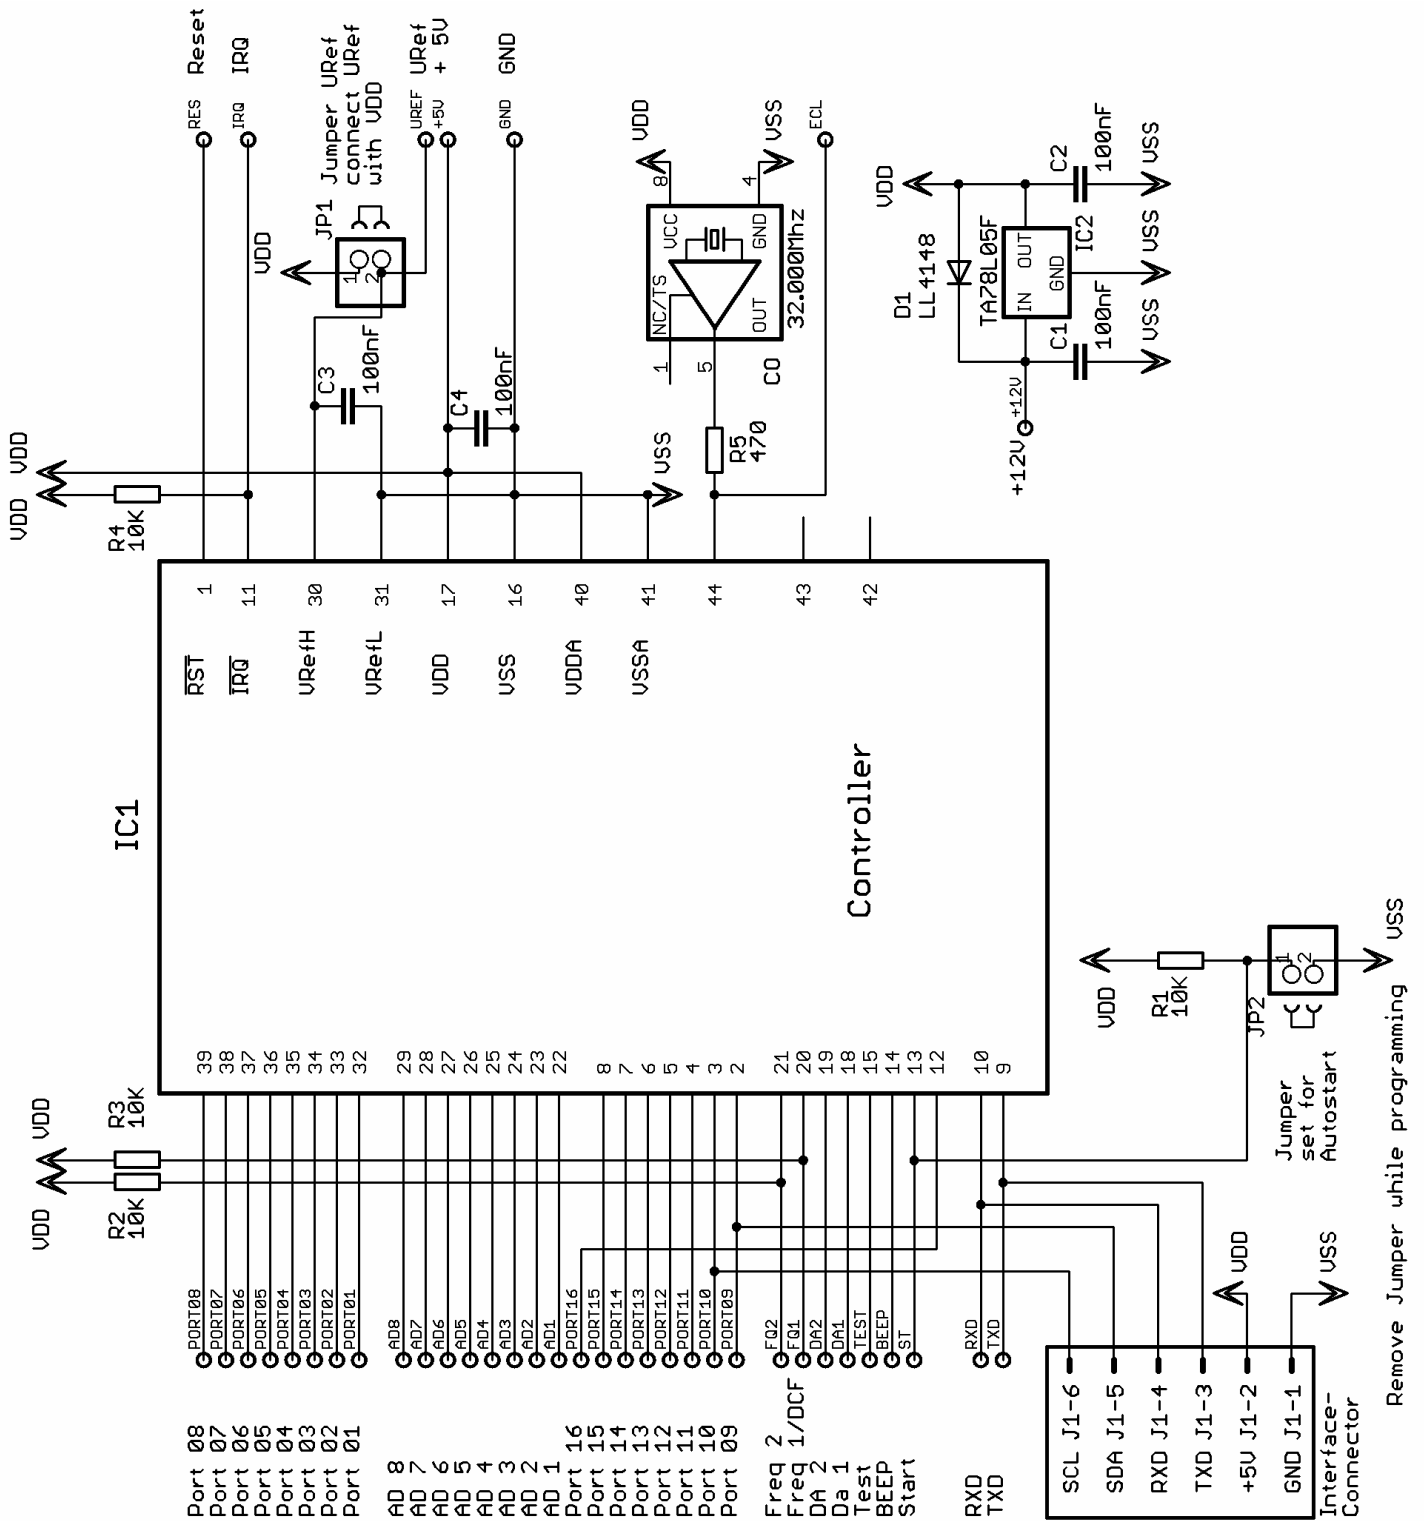 RES Reset
IRQ IRQ
JP1
Jumper URef
connect URef
with VDD
VDD
1
2
UREF URef
+5V + 5V
GND GND
C3
100nF
C4
100nF
VDD
VDD
R4
10K
VSS
VDD
VSS
8
4
VCC
GND
NC/TS
OUT
1
5
32.000Mhz
CO
R5
470
ECL
VDD
D1
LL4148
TA78L05F
IN OUT
GND
IC2
C2
100nF
C1
100nF
VSS
VSS
VSS
+12V
+12V
IC1
Controller
RST 1
IRQ 11
VRefH 30
VRefL 31
VDD 17
VSS 16
VDDA 40
VSSA 41
44
43
42
VDD
R3
10K
VDD
R2
10K
Port 08 PORT08 39
Port 07 PORT07 38
Port 06 PORT06 37
Port 05 PORT05 36
Port 04 PORT04 35
Port 03 PORT03 34
Port 02 PORT02 33
Port 01 PORT01 32
AD 8 AD8 29
AD 7 AD7 28
AD 6 AD6 27
AD 5 AD5 26
AD 4 AD4 25
AD 3 AD3 24
AD 2 AD2 23
AD 1 AD1 22
Port 16 PORT16
Port 15 PORT15 8
Port 14 PORT14 7
Port 13 PORT13 6
Port 12 PORT12 5
Port 11 PORT11 4
Port 10 PORT10 3
Port 09 PORT09 2
Freq 2 FQ2 21
Freq 1/DCF FQ1 20
DA 2 DA2 19
Da 1 DA1 18
Test TEST 15
BEEP BEEP 14
Start ST 13
12
RXD RXD 10
TXD TXD 9
SCL J1-6
SDA J1-5
RXD J1-4
TXD J1-3
+5V J1-2
GND J1-1
Interface-
Connector
VDD
VSS
VDD
R1
10K
JP2
1
2
VSS
Jumper
set for
Autostart
Remove Jumper while programming